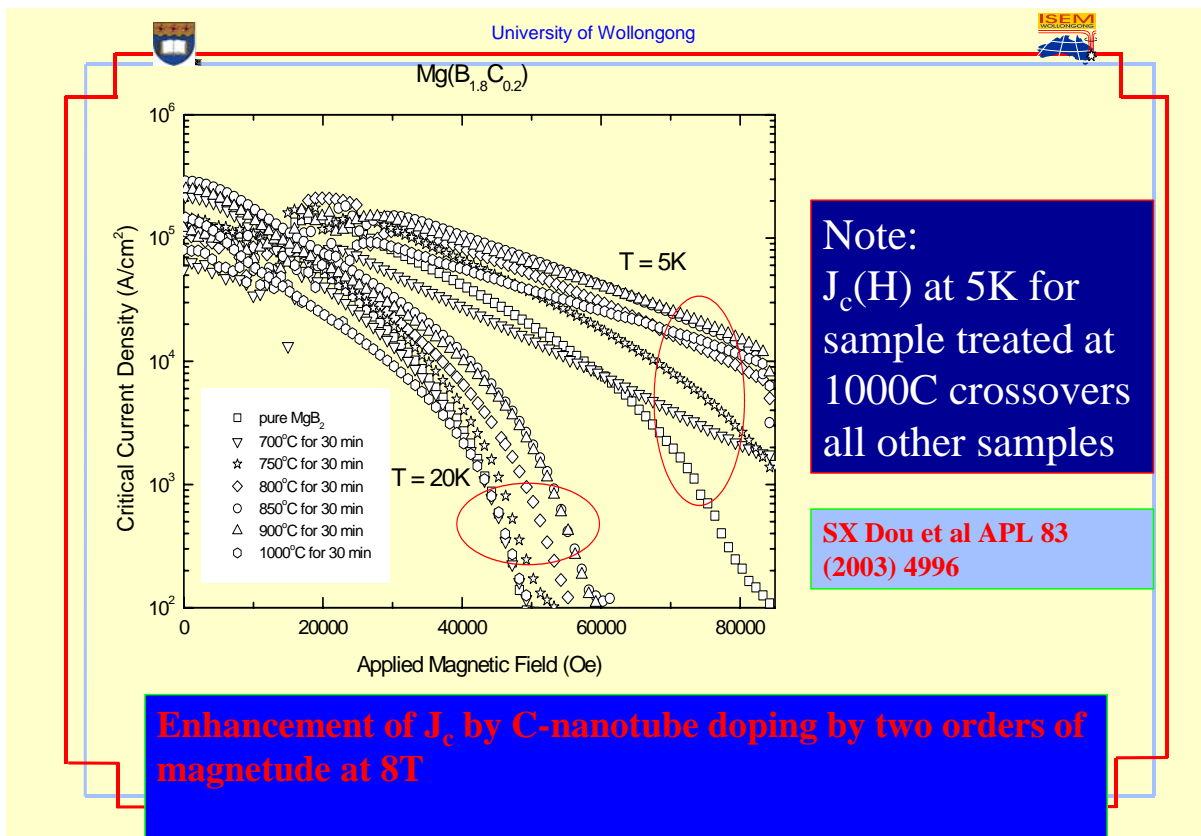 University of Wollongong
ISEM
WOLLONGONG
Mg(B1.8C0.2)
10^6
10^5
10^4
10^3
10^2
Critical Current Density (A/cm^2)
T = 5K
T = 20K
pure MgB2
700°C for 30 min
750°C for 30 min
800°C for 30 min
850°C for 30 min
900°C for 30 min
1000°C for 30 min
0 20000 40000 60000 80000
Applied Magnetic Field (Oe)
Note:
Jc(H) at 5K for
sample treated at
1000C crossovers
all other samples
SX Dou et al APL 83
(2003) 4996
Enhancement of Jc by C-nanotube doping by two orders of
magnetude at 8T